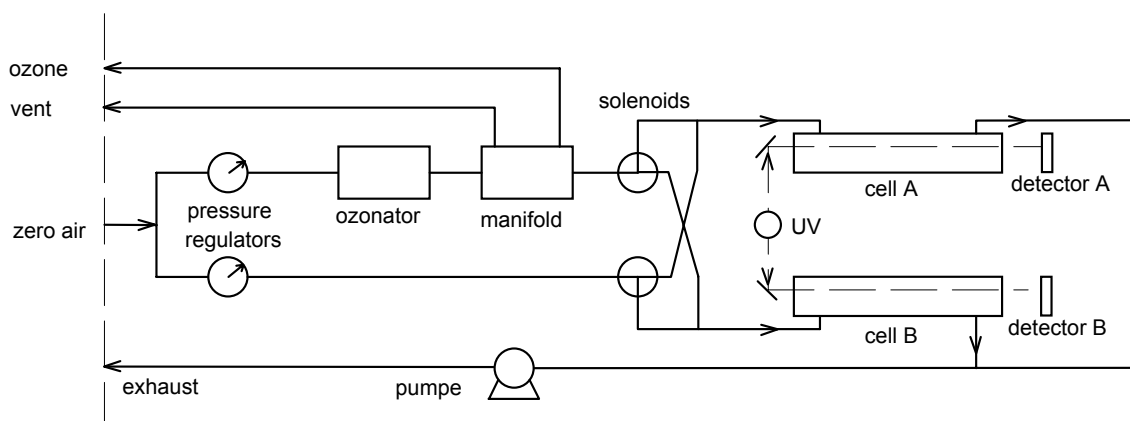 ozone
vent
solenoids
cell A
detector A
pressure
regulators
ozonator
manifold
zero air
UV
cell B
detector B
exhaust
pumpe